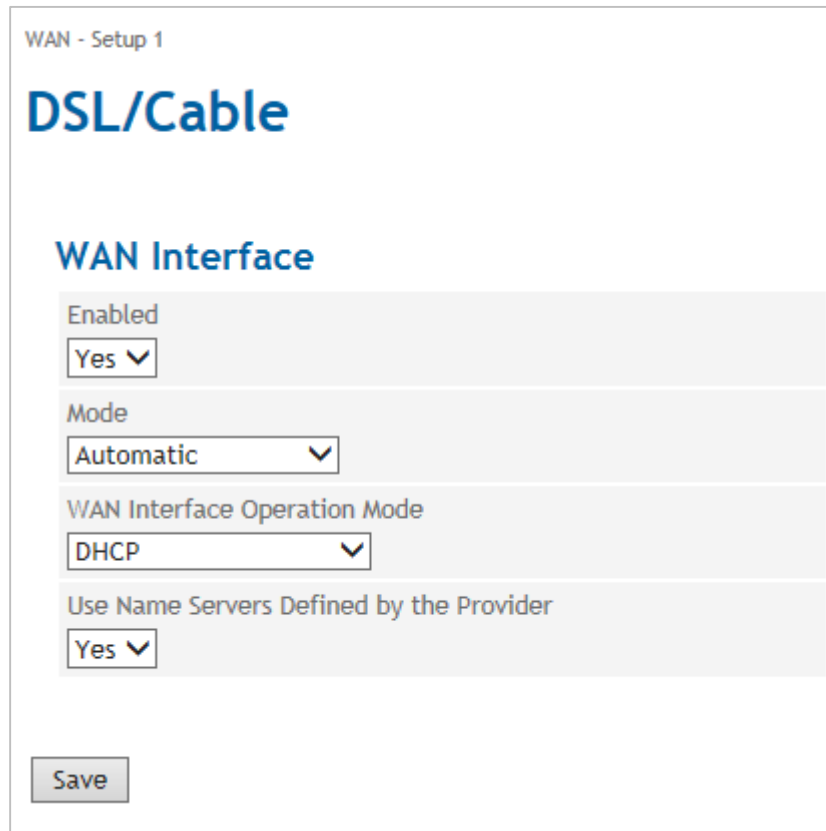 WAN - Setup 1
DSL/Cable
WAN Interface
Enabled
Yes
Mode
Automatic
WAN Interface Operation Mode
DHCP
Use Name Servers Defined by the Provider
Yes
Save